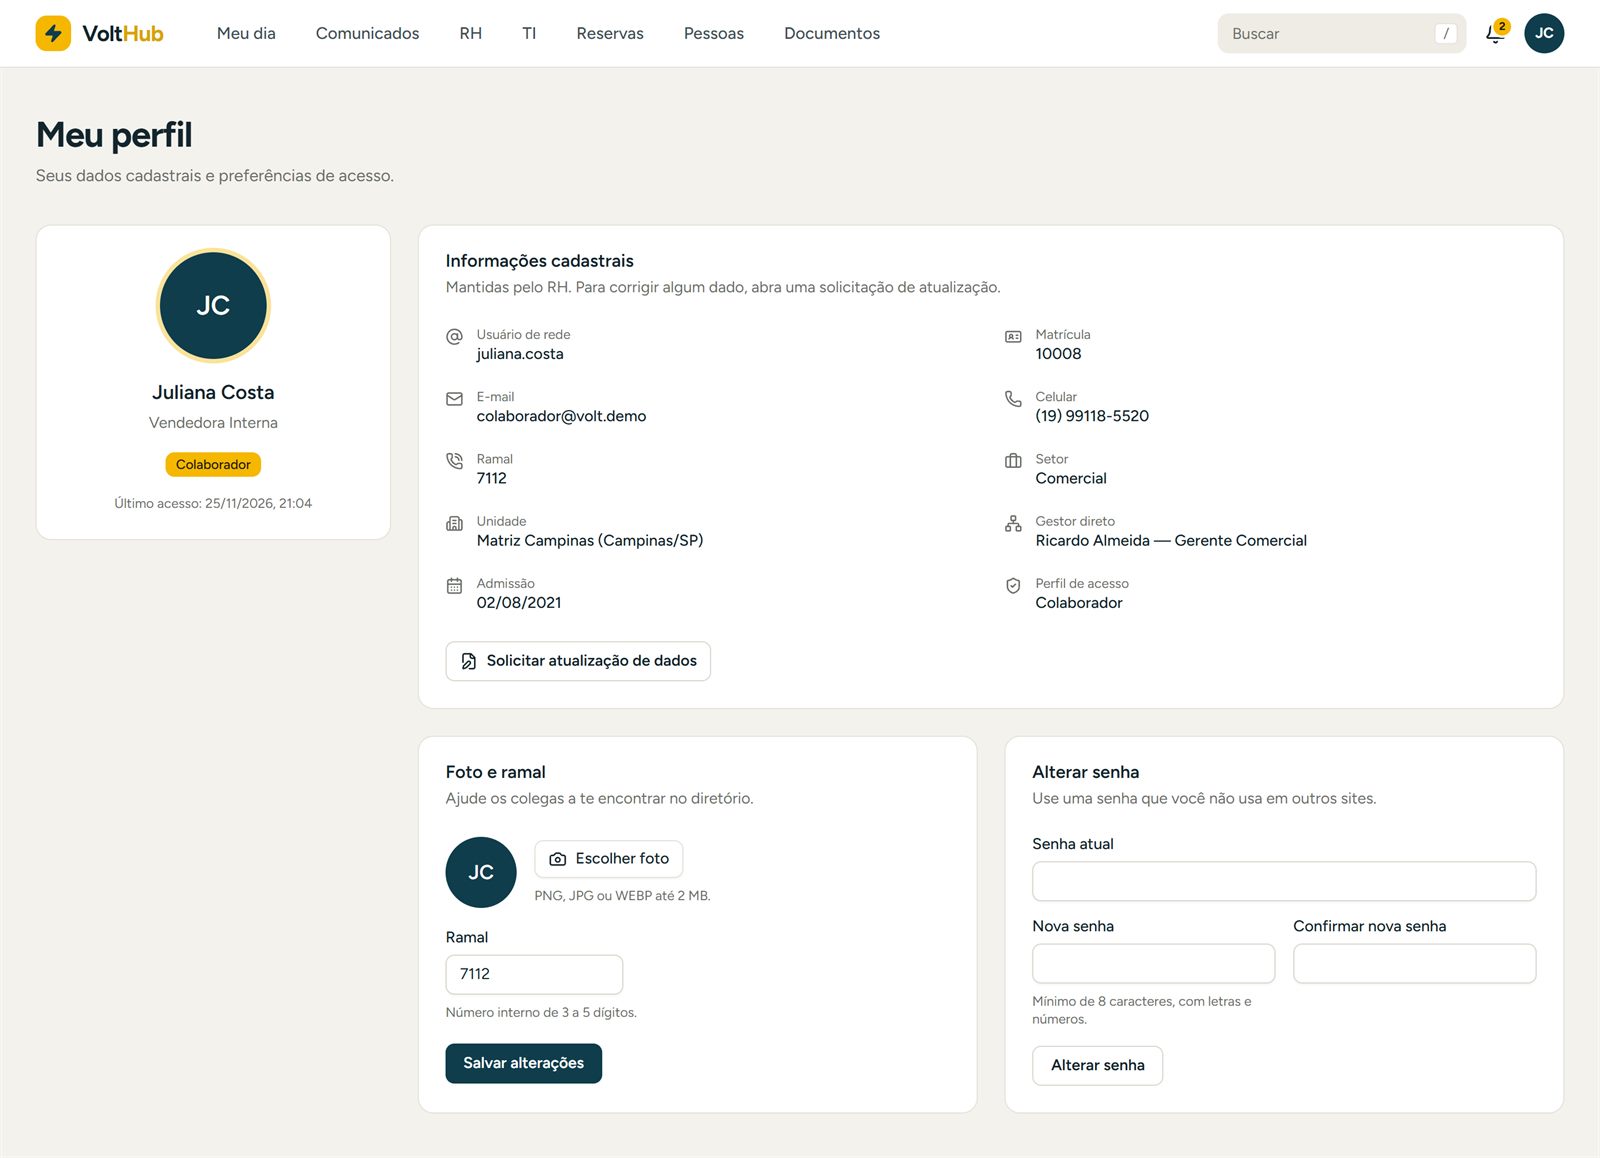 VoltHub
Meu dia
Comunicados
RH
TI
Reservas
Pessoas
Documentos
Buscar
/
2
JC
Meu perfil
Seus dados cadastrais e preferências de acesso.
JC
Juliana Costa
Vendedora Interna
Colaborador
Último acesso: 25/11/2026, 21:04
Informações cadastrais
Mantidas pelo RH. Para corrigir algum dado, abra uma solicitação de atualização.
Usuário de rede
juliana.costa
Matrícula
10008
E-mail
colaborador@volt.demo
Celular
(19) 99118-5520
Ramal
7112
Setor
Comercial
Unidade
Matriz Campinas (Campinas/SP)
Gestor direto
Ricardo Almeida — Gerente Comercial
Admissão
02/08/2021
Perfil de acesso
Colaborador
Solicitar atualização de dados
Foto e ramal
Ajude os colegas a te encontrar no diretório.
JC
Escolher foto
PNG, JPG ou WEBP até 2 MB.
Ramal
7112
Número interno de 3 a 5 dígitos.
Salvar alterações
Alterar senha
Use uma senha que você não usa em outros sites.
Senha atual
Nova senha
Confirmar nova senha
Mínimo de 8 caracteres, com letras e
números.
Alterar senha